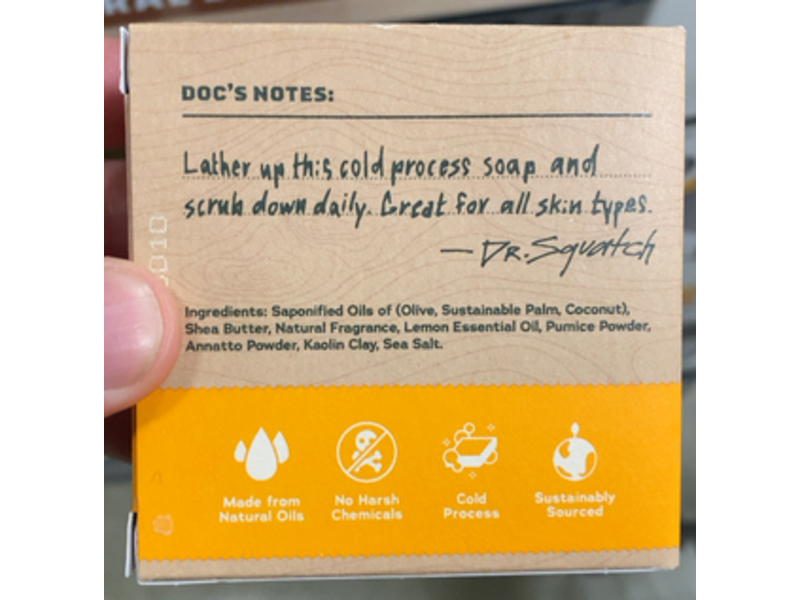 DOC'S NOTES:
Lather up this cold process soap and
scrub down daily. Great for all skin types.
— DR. Squatch
Ingredients: Saponified Oils of (Olive, Sustainable Palm, Coconut),
Shea Butter, Natural Fragrance, Lemon Essential Oil, Pumice Powder,
Annatto Powder, Kaolin Clay, Sea Salt.
Made from
Natural Oils
No Harsh
Chemicals
Cold
Process
Sustainably
Sourced